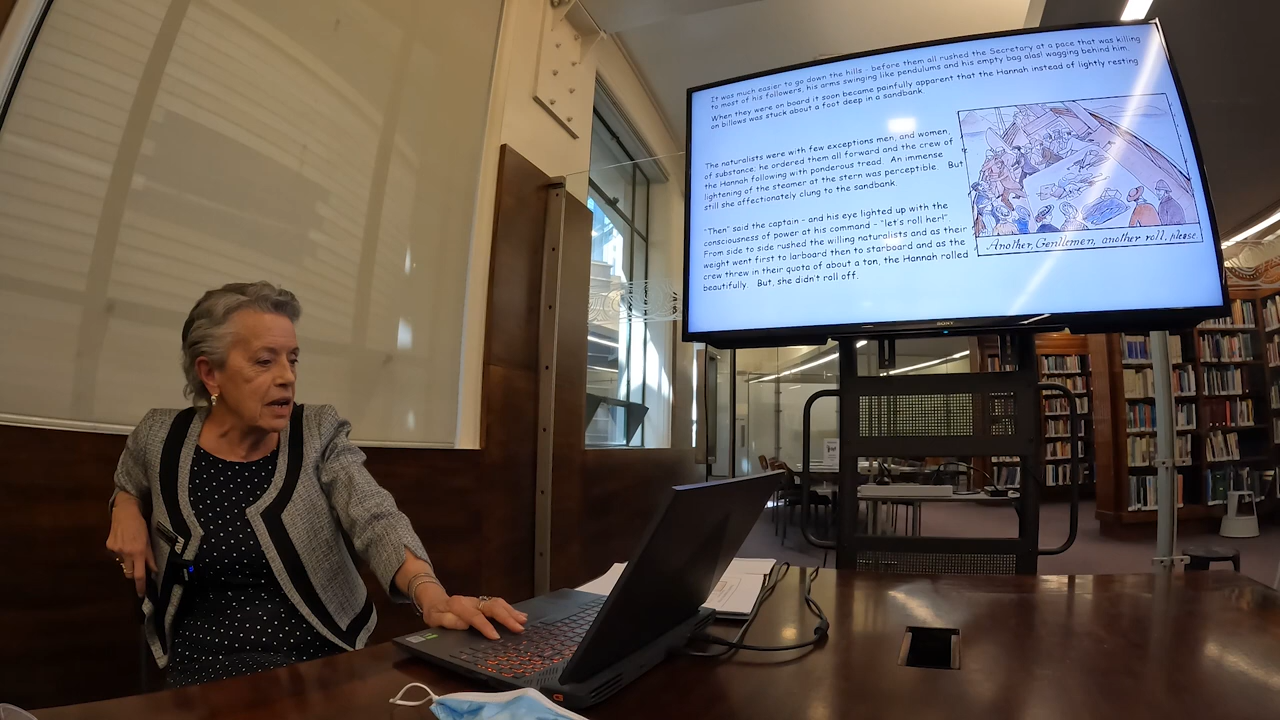 It was much easier to go down the hills - before them all rushed the Secretary at a pace that was killing
to most of his followers, his arms swinging like pendulums and his empty bag alas! wagging behind him.
When they were on board it soon became painfully apparent that the Hannah instead of lightly resting
on billows was stuck about a foot deep in a sandbank.
The naturalists were with few exceptions men, and women,
of substance, he ordered them all forward and the crew of
the Hannah following with ponderous tread. An immense
lightening of the steamer at the stern was perceptible. But
still she affectionately clung to the sandbank.
"Then" said the captain - and his eye lighted up with the
consciousness of power at his command - "let's roll her!"
From side to side rushed the willing naturalists and as their
weight went first to larboard then to starboard and as the
crew threw in their quota of about a ton, the Hannah rolled
beautifully. But, she didn't roll off.
Another, Gentlemen, another roll, please.
SONY